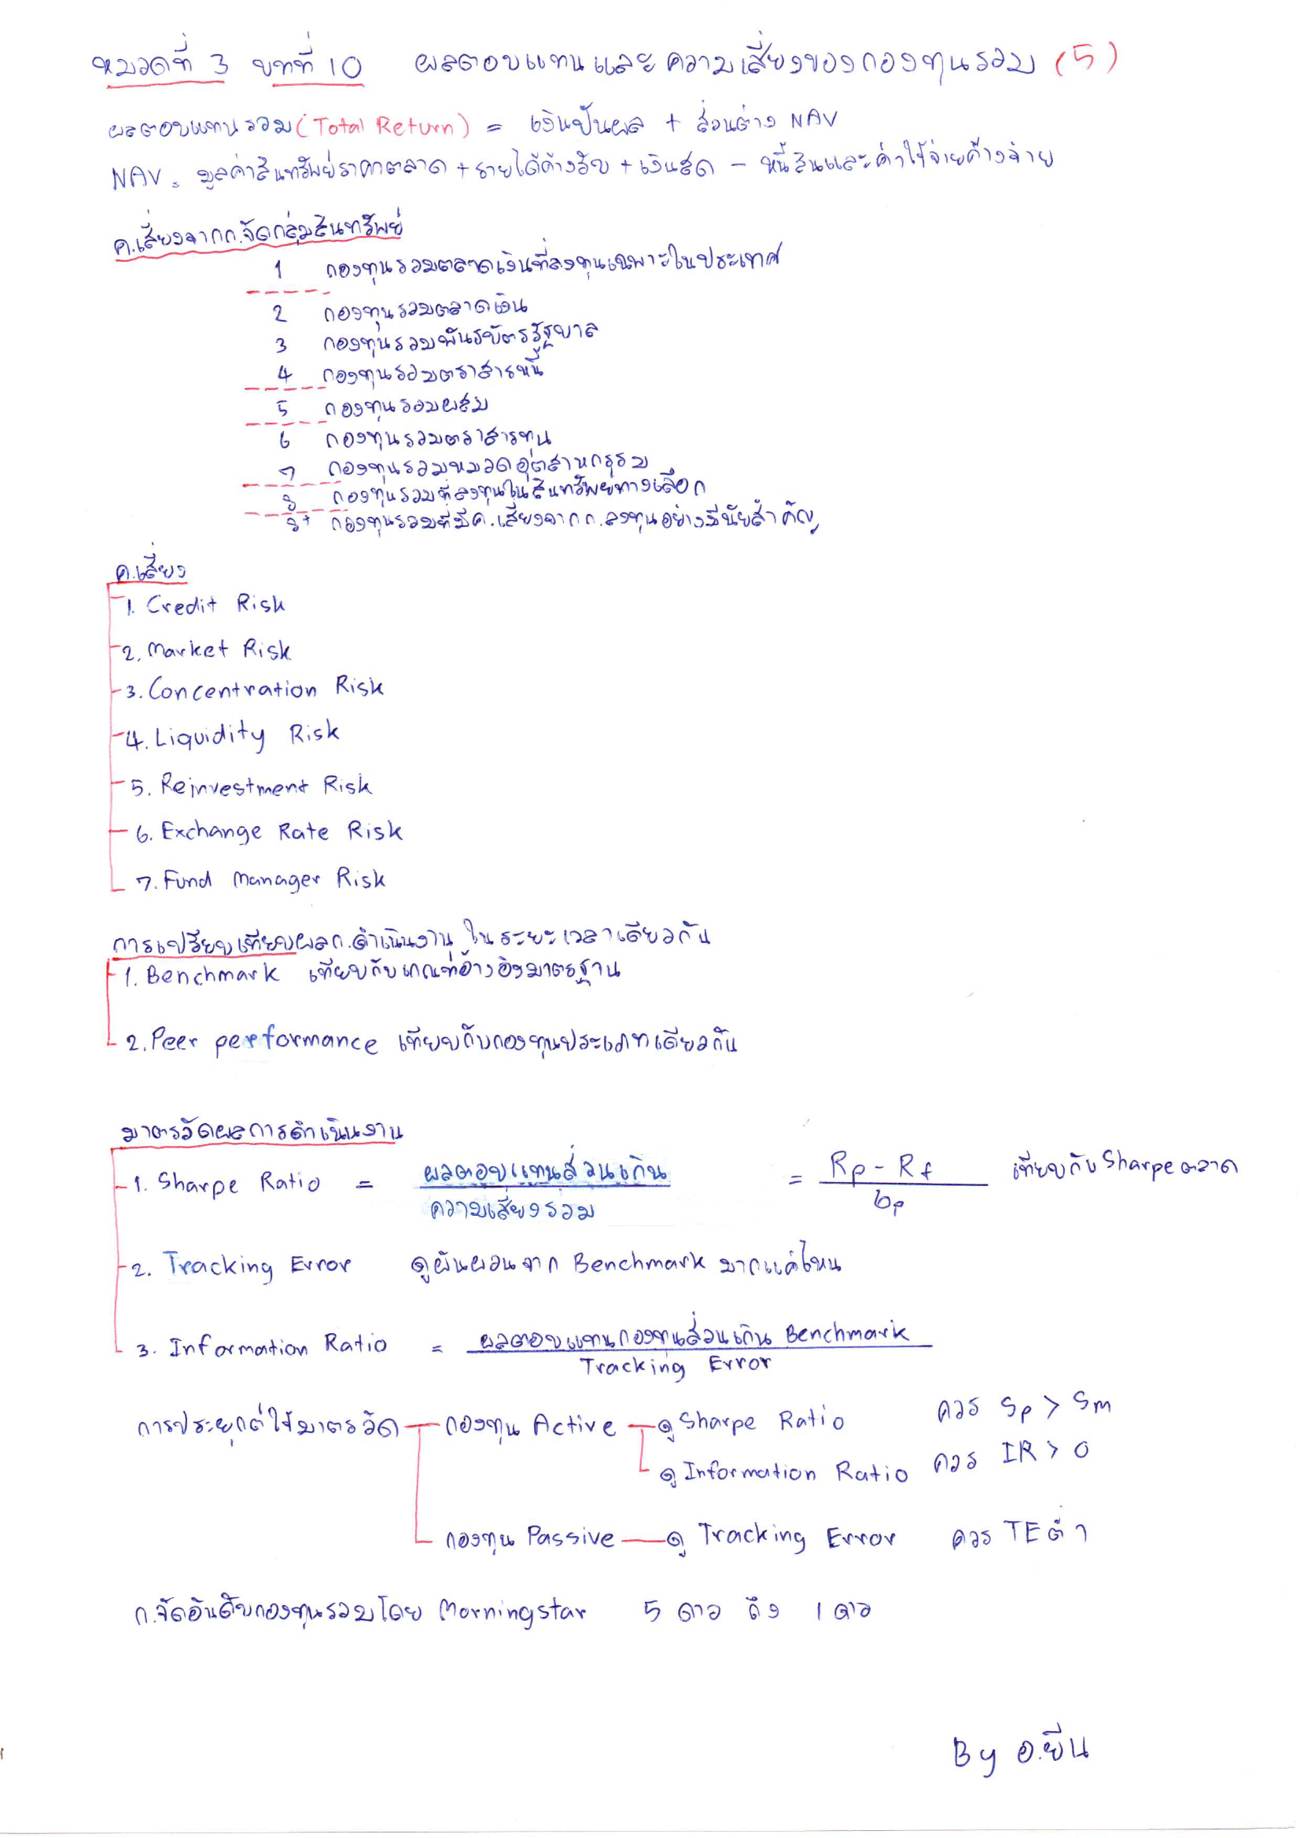 หมวดที่ 3 บทที่ 10 ผลตอบแทนและความเสี่ยงของกองทุนรวม (5)
ผลตอบแทนรวม (Total Return) = เงินปันผล + ส่วนต่าง NAV
NAV = มูลค่าสินทรัพย์ราคาตลาด + รายได้ค้างรับ + เงินสด - หนี้สินและค่าใช้จ่ายค้างจ่าย
ค.เสี่ยงจากก.จัดกลุ่มสินทรัพย์
1 กองทุนรวมตลาดเงินที่ลงทุนเฉพาะในประเทศ
2 กองทุนรวมตลาดเงิน
3 กองทุนรวมพันธบัตรรัฐบาล
4 กองทุนรวมตราสารหนี้
5 กองทุนรวมผสม
6 กองทุนรวมตราสารทุน
7 กองทุนรวมหมวดอุตสาหกรรม
8 กองทุนรวมที่ลงทุนในสินทรัพย์ทางเลือก
8+ กองทุนรวมที่มีค.เสี่ยงจากก.ลงทุนอย่างมีนัยสำคัญ
ค.เสี่ยง
1. Credit Risk
2. Market Risk
3. Concentration Risk
4. Liquidity Risk
5. Reinvestment Risk
6. Exchange Rate Risk
7. Fund Manager Risk
การเปรียบเทียบผลก.ดำเนินงาน ในระยะเวลาเดียวกัน
1. Benchmark เทียบกับเกณฑ์อ้างอิงมาตรฐาน
2. Peer performance เทียบกับกองทุนประเภทเดียวกัน
มาตรวัดผลการดำเนินงาน
1. Sharpe Ratio = ผลตอบแทนส่วนเกิน = Rp - Rf เทียบกับ Sharpe ตลาด
ความเสี่ยงรวม σp
2. Tracking Error ดูผันผวนจาก Benchmark มากแค่ไหน
3. Information Ratio = ผลตอบแทนกองทุนส่วนเกิน Benchmark
Tracking Error
การประยุกต์ใช้มาตรวัด กองทุน Active ดู Sharpe Ratio ควร Sp > Sm
ดู Information Ratio ควร IR > 0
กองทุน Passive ดู Tracking Error ควร TE ต่ำ
ก.จัดอันดับกองทุนรวมโดย Morningstar 5 ดาว ถึง 1 ดาว
By อ.ยีน